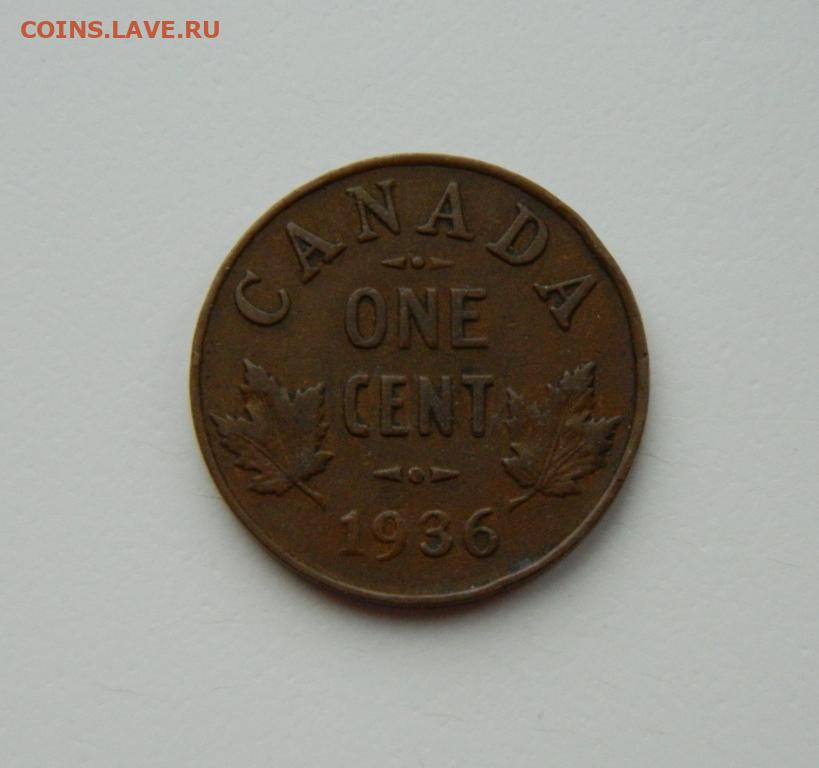 COINS.LAVE.RU
CANADA
ONE
CENT
1936